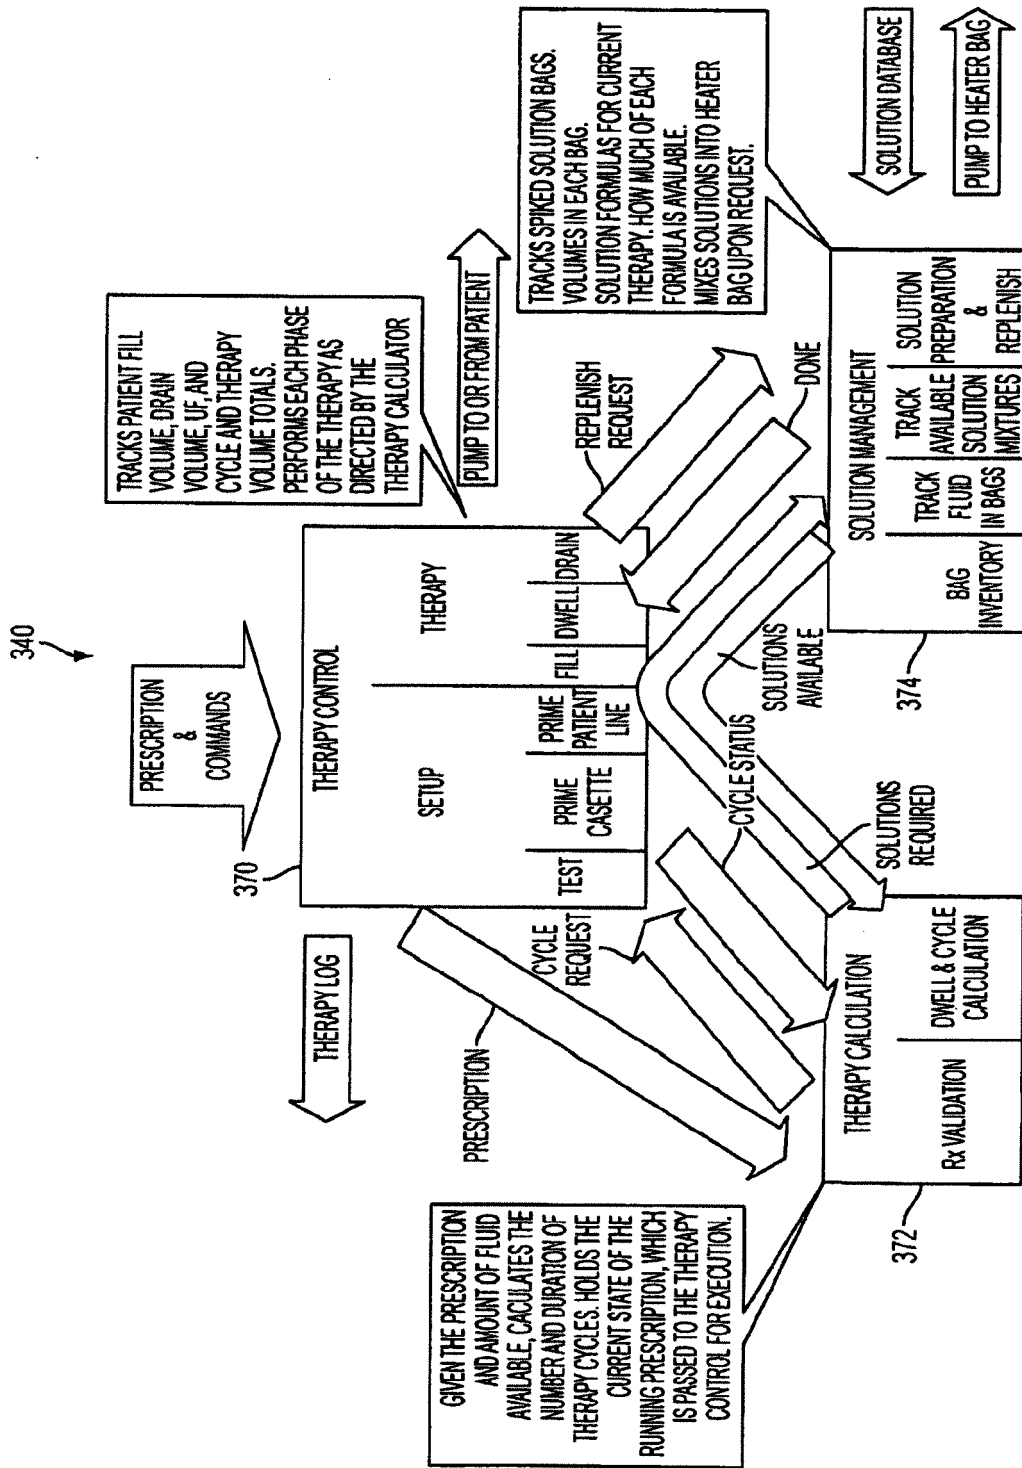 340
PRESCRIPTION
&
COMMANDS
370
THERAPY CONTROL
SETUP
THERAPY
TEST
PRIME
CASETTE
PRIME
PATIENT
LINE
FILL
DWELL
DRAIN
TRACKS PATIENT FILL
VOLUME, DRAIN
VOLUME, UF, AND
CYCLE AND THERAPY
VOLUME TOTALS.
PERFORMS EACH PHASE
OF THE THERAPY AS
DIRECTED BY THE
THERAPY CALCULATOR
THERAPY LOG
PUMP TO OR FROM PATIENT
PRESCRIPTION
CYCLE
REQUEST
CYCLE STATUS
SOLUTIONS
REQUIRED
SOLUTIONS
AVAILABLE
REPLENISH
REQUEST
DONE
GIVEN THE PRESCRIPTION
AND AMOUNT OF FLUID
AVAILABLE, CACULATES THE
NUMBER AND DURATION OF
THERAPY CYCLES. HOLDS THE
CURRENT STATE OF THE
RUNNING PRESCRIPTION, WHICH
IS PASSED TO THE THERAPY
CONTROL FOR EXECUTION.
TRACKS SPIKED SOLUTION BAGS.
VOLUMES IN EACH BAG.
SOLUTION FORMULAS FOR CURRENT
THERAPY. HOW MUCH OF EACH
FORMULA IS AVAILABLE.
MIXES SOLUTIONS INTO HEATER
BAG UPON REQUEST.
372
THERAPY CALCULATION
Rx VALIDATION
DWELL & CYCLE
CALCULATION
374
SOLUTION MANAGEMENT
BAG
INVENTORY
TRACK
FLUID
IN BAGS
TRACK
AVAILABLE
SOLUTION
MIXTURES
SOLUTION
PREPARATION
&
REPLENISH
SOLUTION DATABASE
PUMP TO HEATER BAG